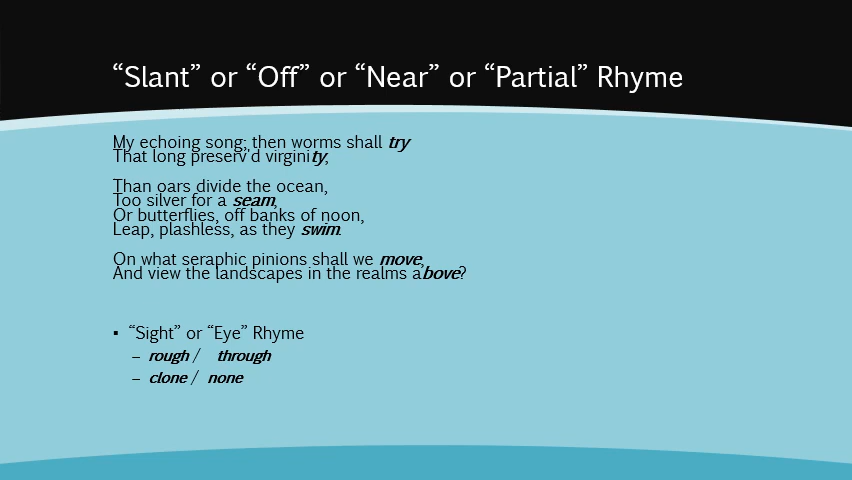 “Slant” or “Off” or “Near” or “Partial” Rhyme
My echoing song; then worms shall try
That long preserv'd virginity,
Than oars divide the ocean,
Too silver for a seam,
Or butterflies, off banks of noon,
Leap, plashless, as they swim.
On what seraphic pinions shall we move,
And view the landscapes in the realms above?
▪ “Sight” or “Eye” Rhyme
– rough / through
– clone / none